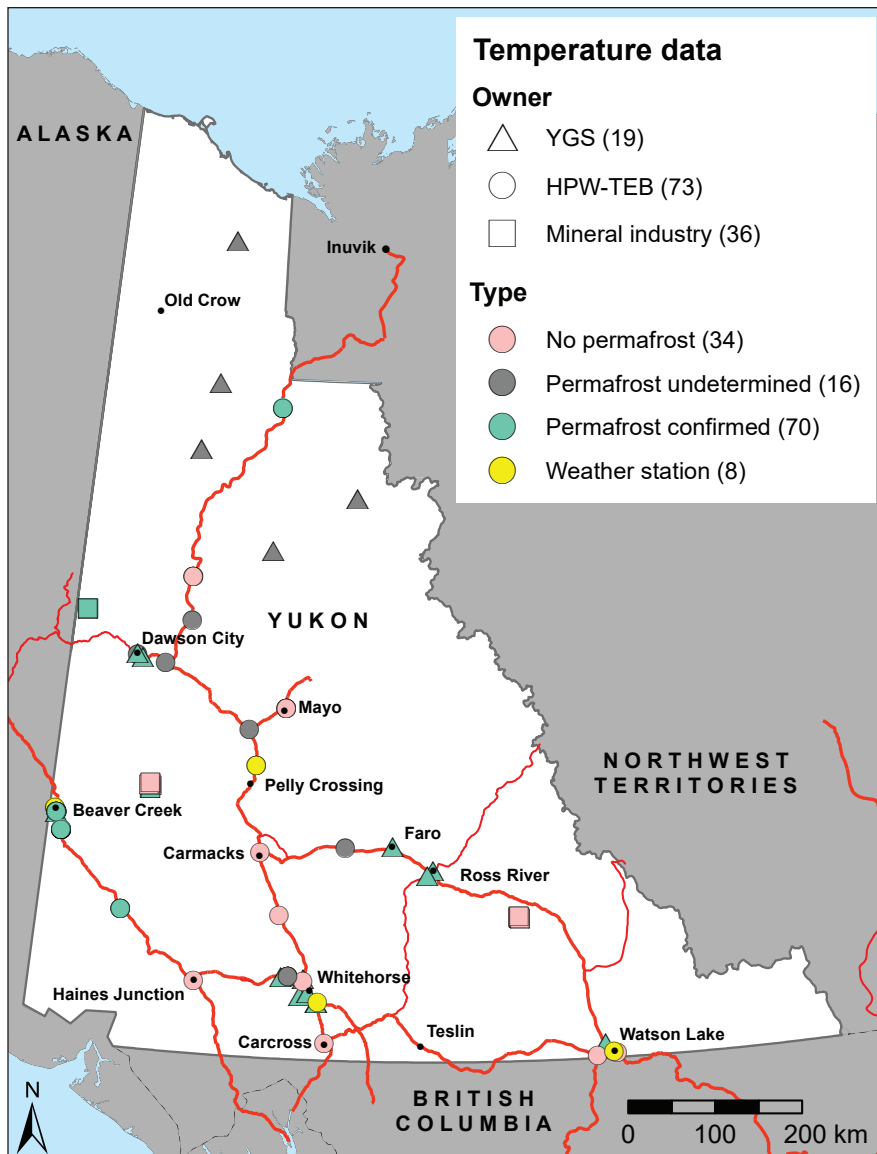 Temperature data
Owner
YGS (19)
HPW-TEB (73)
Mineral industry (36)
Type
No permafrost (34)
Permafrost undetermined (16)
Permafrost confirmed (70)
Weather station (8)
ALASKA
Inuvik
Old Crow
YUKON
Dawson City
Mayo
NORTHWEST
TERRITORIES
Pelly Crossing
Beaver Creek
Faro
Carmacks
Ross River
Whitehorse
Haines Junction
Carcross
Teslin
Watson Lake
BRITISH
COLUMBIA
N
0 100 200 km